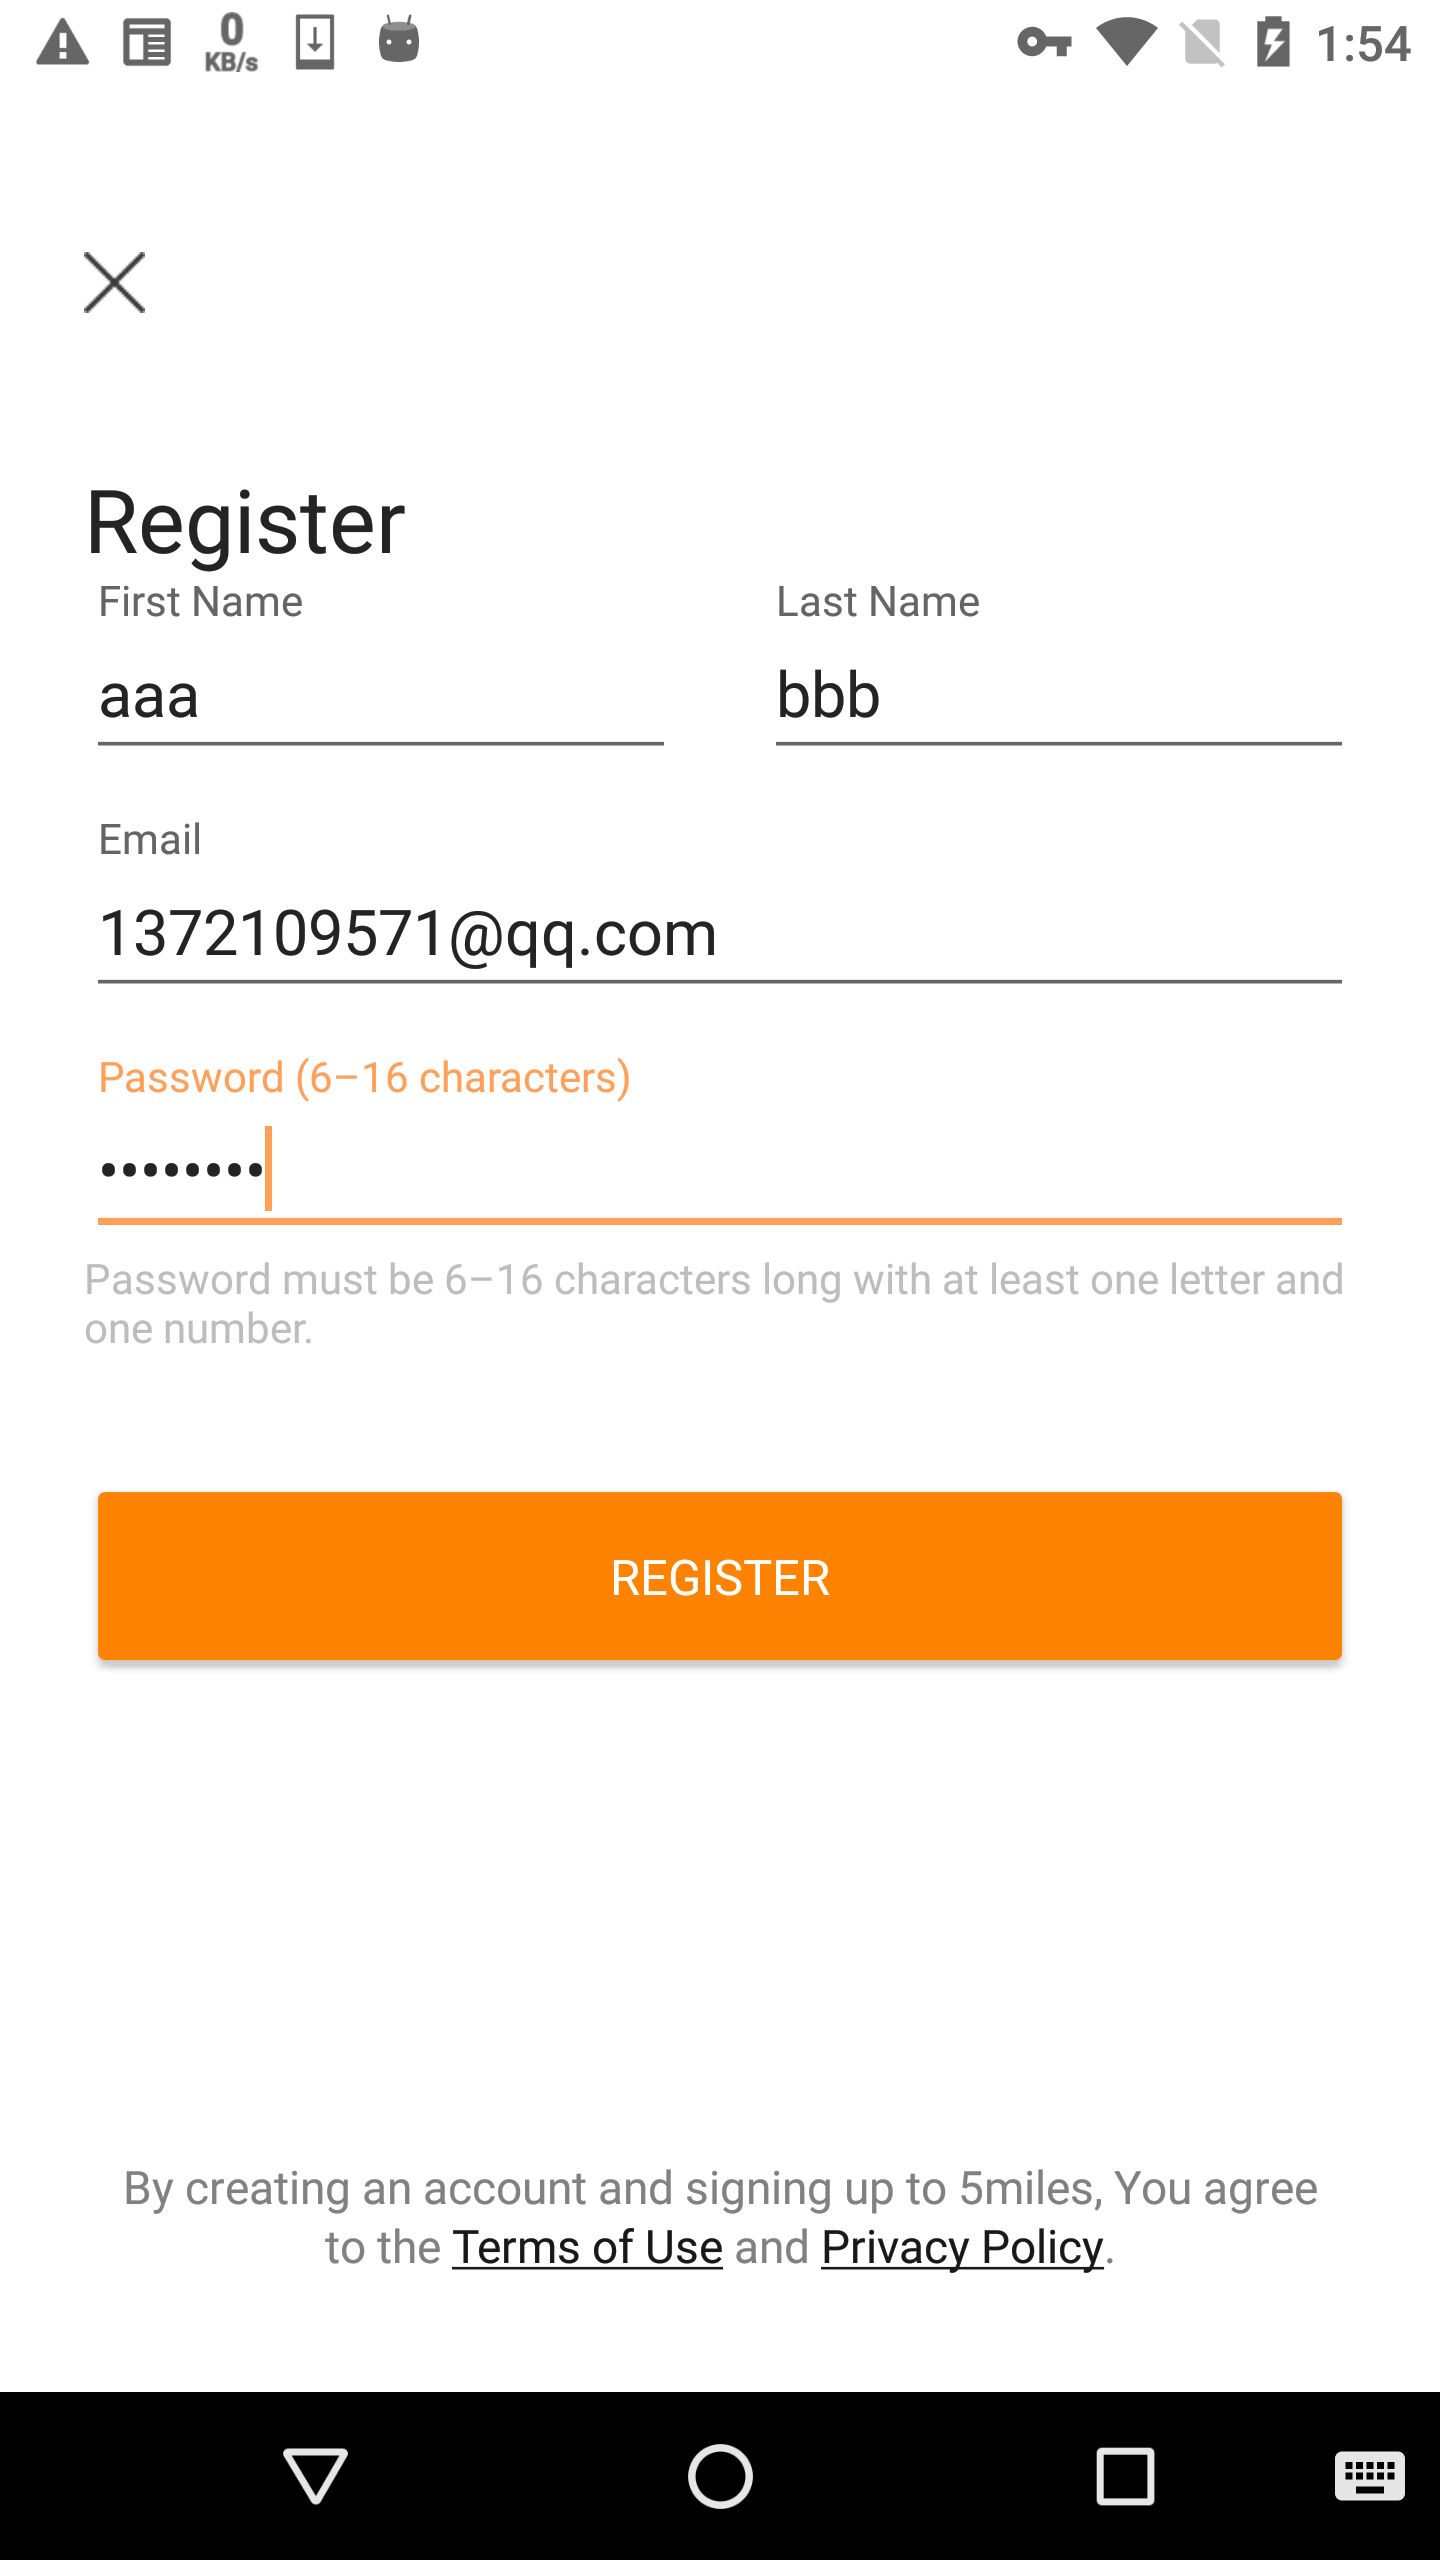 0
KB/s
1:54
Register
First Name
Last Name
aaa
bbb
Email
1372109571@qq.com
Password (6–16 characters)
••••••••
Password must be 6–16 characters long with at least one letter and
one number.
REGISTER
By creating an account and signing up to 5miles, You agree
to the Terms of Use and Privacy Policy.